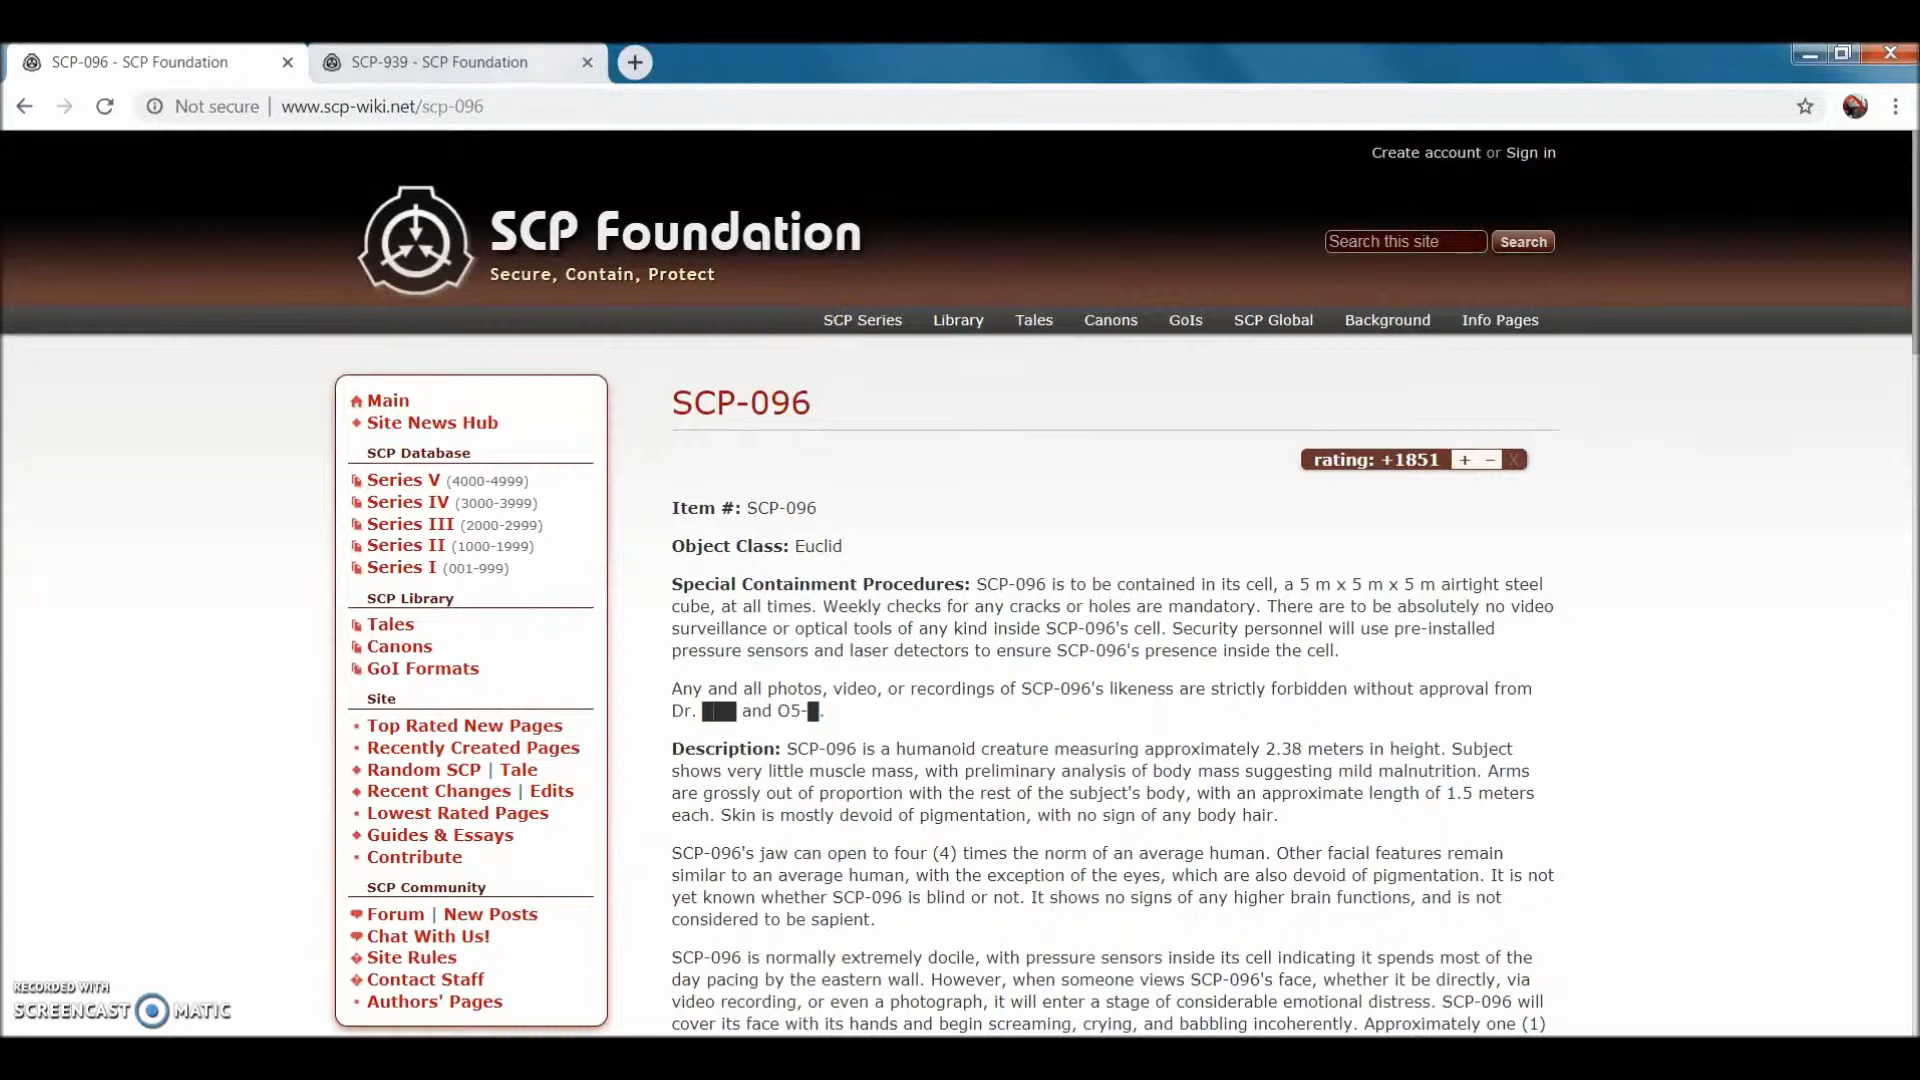 SCP-096 - SCP Foundation
SCP-939 - SCP Foundation
Not secure | www.scp-wiki.net/scp-096
Create account or Sign in
SCP Foundation
Secure, Contain, Protect
Search this site
Search
SCP Series Library Tales Canons GoIs SCP Global Background Info Pages
Main
Site News Hub
SCP Database
Series V (4000-4999)
Series IV (3000-3999)
Series III (2000-2999)
Series II (1000-1999)
Series I (001-999)
SCP Library
Tales
Canons
GoI Formats
Site
Top Rated New Pages
Recently Created Pages
Random SCP | Tale
Recent Changes | Edits
Lowest Rated Pages
Guides & Essays
Contribute
SCP Community
Forum | New Posts
Chat With Us!
Site Rules
Contact Staff
Authors' Pages
SCP-096
rating: +1851 + – X
Item #: SCP-096
Object Class: Euclid
Special Containment Procedures: SCP-096 is to be contained in its cell, a 5 m x 5 m x 5 m airtight steel
cube, at all times. Weekly checks for any cracks or holes are mandatory. There are to be absolutely no video
surveillance or optical tools of any kind inside SCP-096's cell. Security personnel will use pre-installed
pressure sensors and laser detectors to ensure SCP-096's presence inside the cell.
Any and all photos, video, or recordings of SCP-096's likeness are strictly forbidden without approval from
Dr. ███ and O5-█.
Description: SCP-096 is a humanoid creature measuring approximately 2.38 meters in height. Subject
shows very little muscle mass, with preliminary analysis of body mass suggesting mild malnutrition. Arms
are grossly out of proportion with the rest of the subject's body, with an approximate length of 1.5 meters
each. Skin is mostly devoid of pigmentation, with no sign of any body hair.
SCP-096's jaw can open to four (4) times the norm of an average human. Other facial features remain
similar to an average human, with the exception of the eyes, which are also devoid of pigmentation. It is not
yet known whether SCP-096 is blind or not. It shows no signs of any higher brain functions, and is not
considered to be sapient.
SCP-096 is normally extremely docile, with pressure sensors inside its cell indicating it spends most of the
day pacing by the eastern wall. However, when someone views SCP-096's face, whether it be directly, via
video recording, or even a photograph, it will enter a stage of considerable emotional distress. SCP-096 will
cover its face with its hands and begin screaming, crying, and babbling incoherently. Approximately one (1)
RECORDED WITH
SCREENCAST MATIC